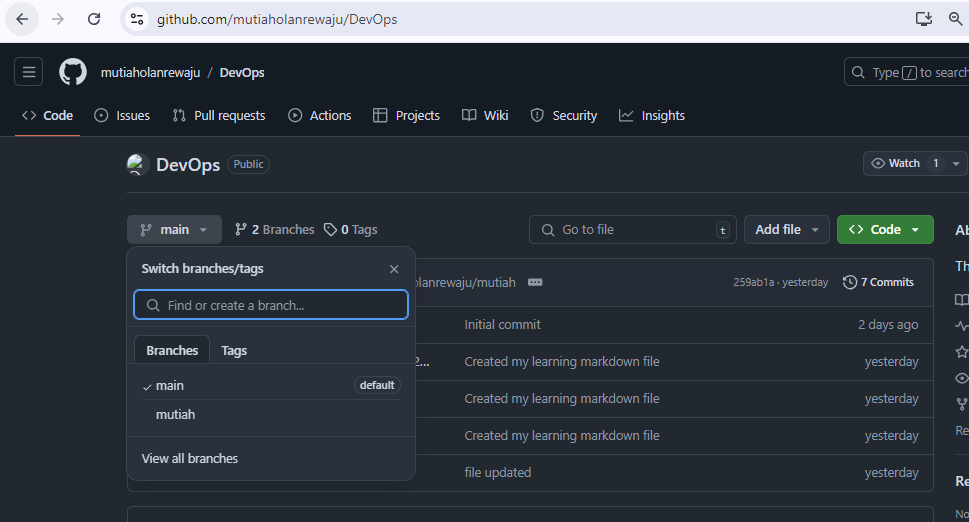 github.com/mutiaholanrewaju/DevOps
mutiaholanrewaju / DevOps
Type / to search
Code Issues Pull requests Actions Projects Wiki Security Insights
DevOps Public
Watch 1
main 2 Branches 0 Tags Go to file t Add file Code
Switch branches/tags
Find or create a branch...
Branches Tags
main default
mutiah
View all branches
olanrewaju/mutiah 259ab1a · yesterday 7 Commits
Initial commit 2 days ago
2... Created my learning markdown file yesterday
Created my learning markdown file yesterday
Created my learning markdown file yesterday
file updated yesterday
Ab
Th
Re
Re
No